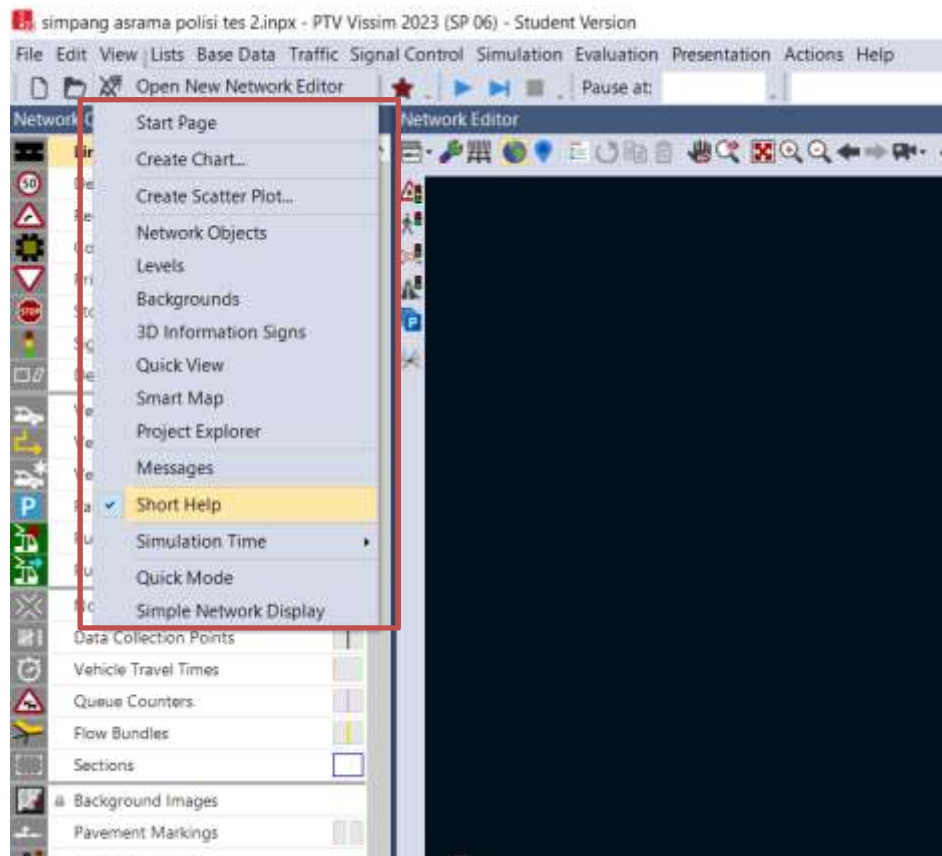 simpang asrama polisi tes 2.inpx - PTV Vissim 2023 (SP 06) - Student Version
File Edit View Lists Base Data Traffic Signal Control Simulation Evaluation Presentation Actions Help
Open New Network Editor Pause at:
Network Editor
Start Page
Create Chart...
Create Scatter Plot...
Network Objects
Levels
Backgrounds
3D Information Signs
Quick View
Smart Map
Project Explorer
Messages
Short Help
Simulation Time
Quick Mode
Simple Network Display
Data Collection Points
Vehicle Travel Times
Queue Counters
Flow Bundles
Sections
Background Images
Pavement Markings
50
STOP
P
P